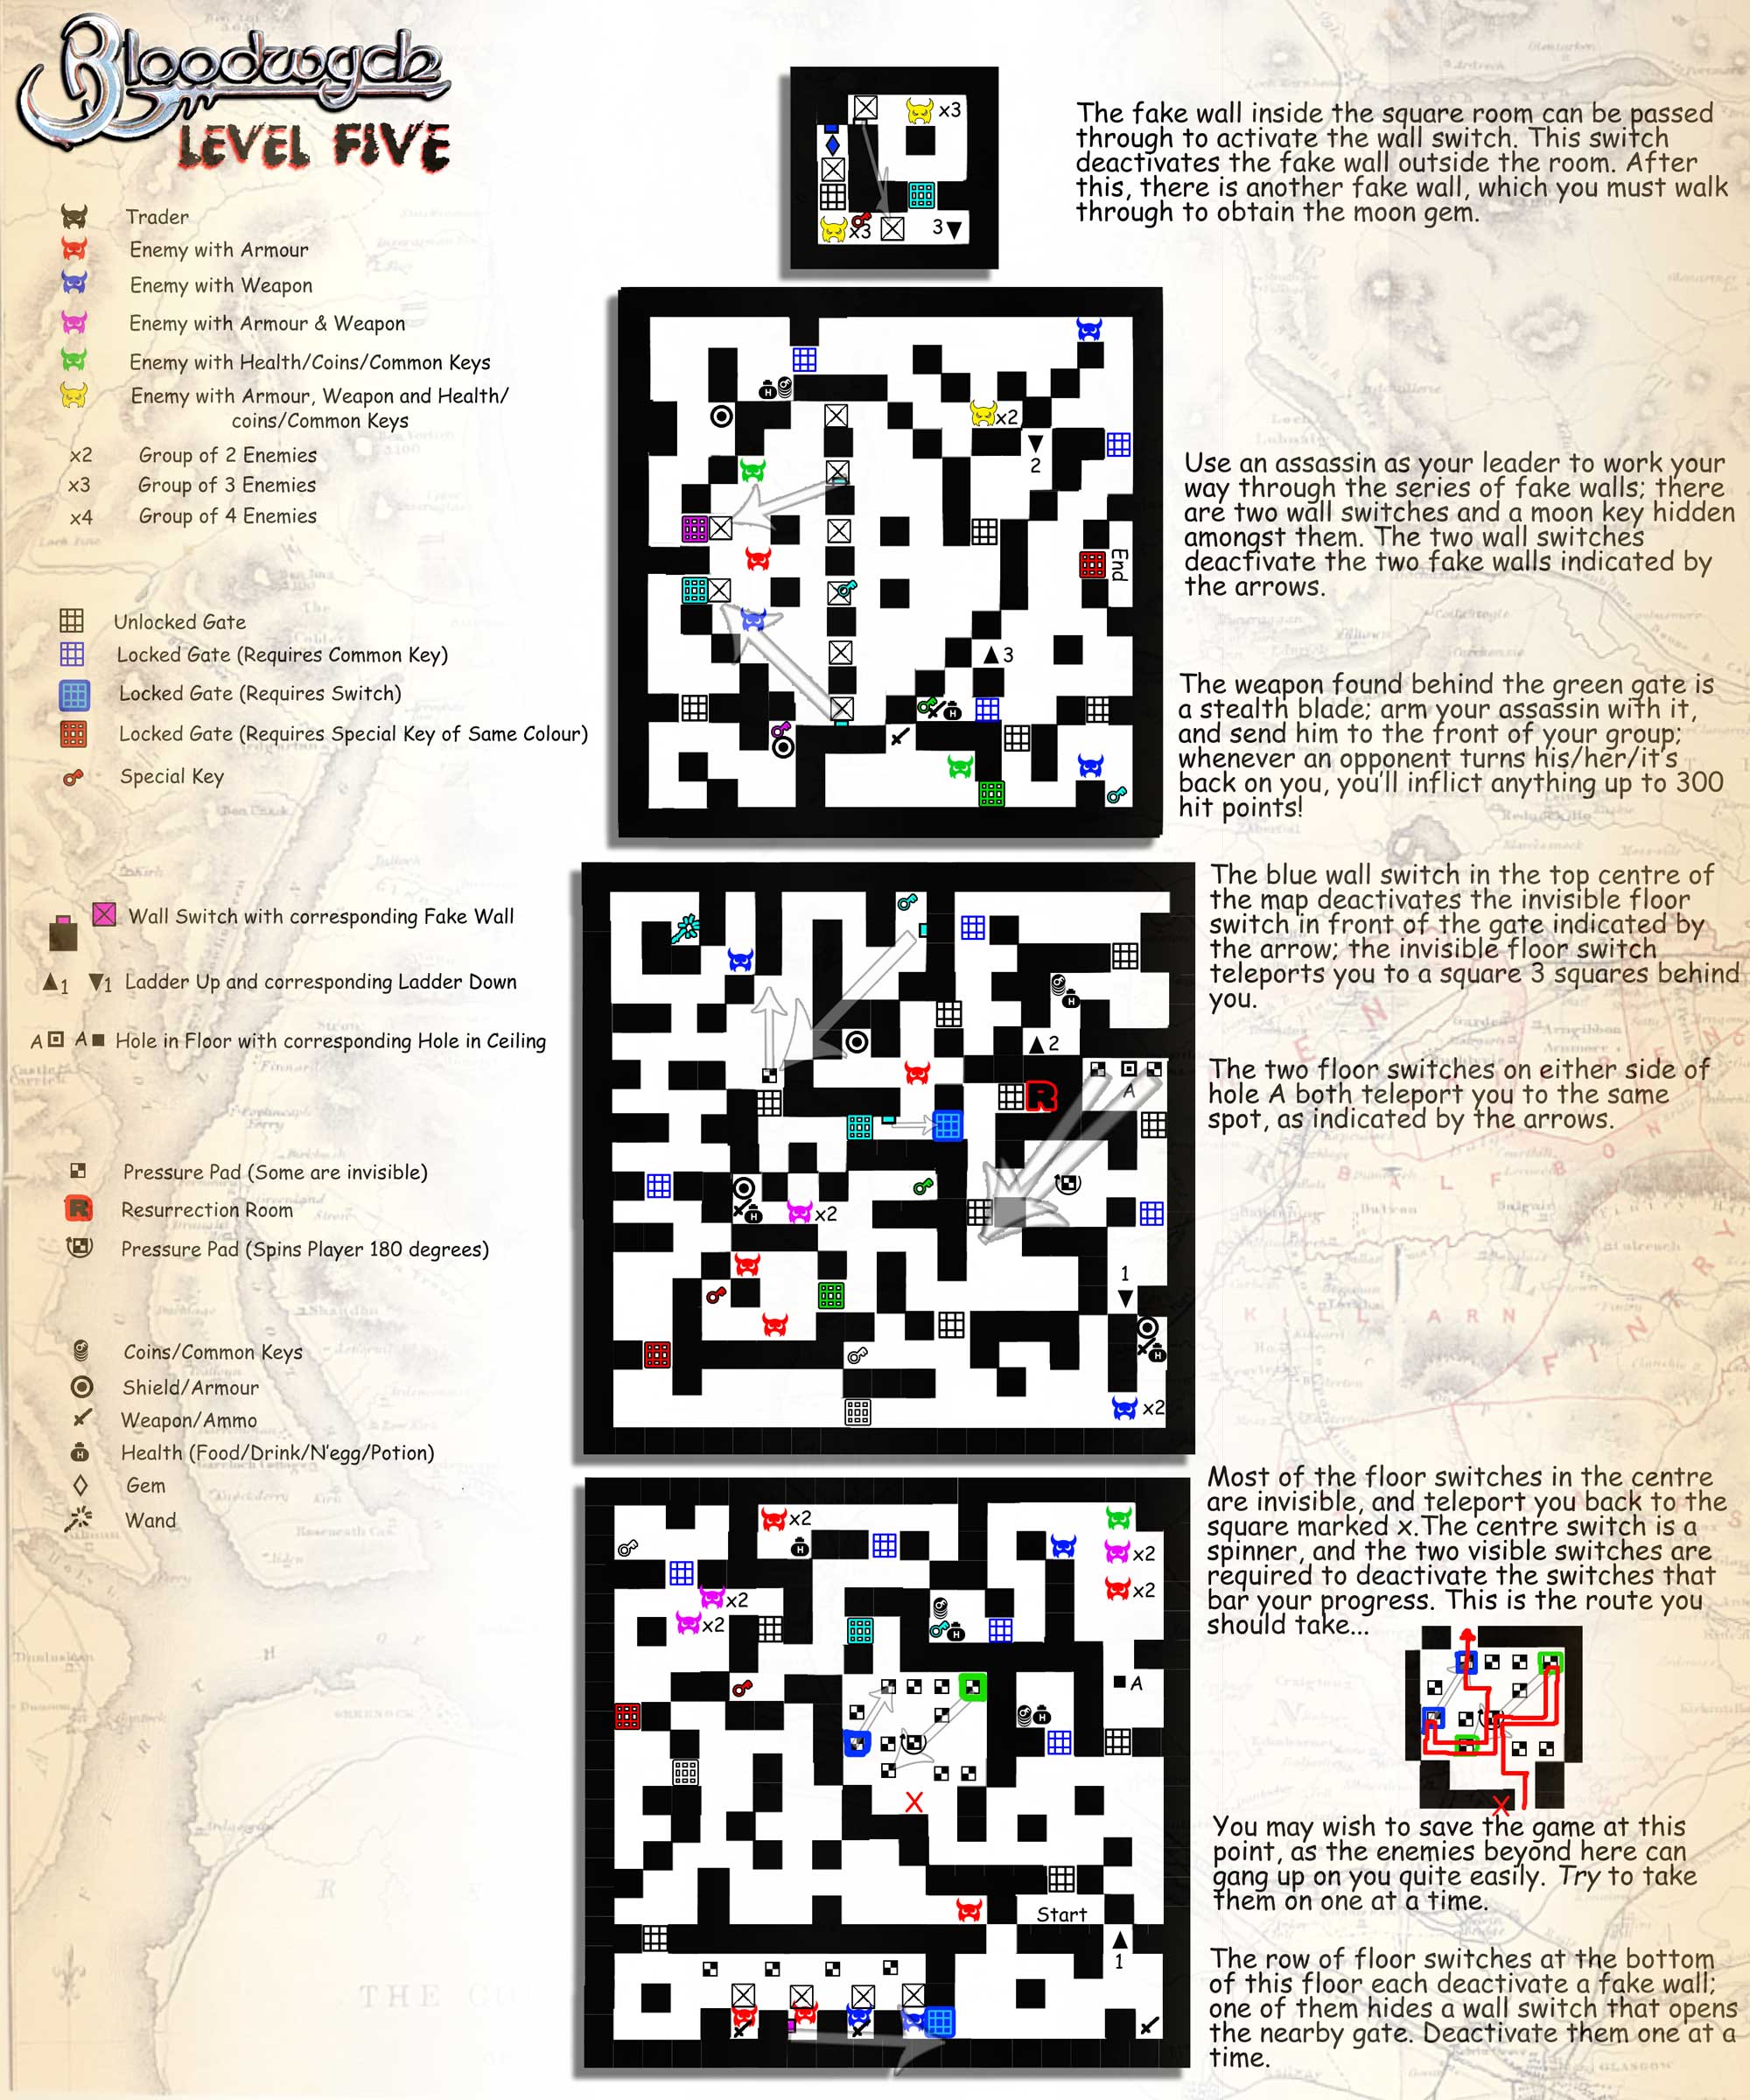 Bloodwych
LEVEL FIVE
Trader
Enemy with Armour
Enemy with Weapon
Enemy with Armour & Weapon
Enemy with Health/Coins/Common Keys
Enemy with Armour, Weapon and Health/
coins/Common Keys
x2 Group of 2 Enemies
x3 Group of 3 Enemies
x4 Group of 4 Enemies
Unlocked Gate
Locked Gate (Requires Common Key)
Locked Gate (Requires Switch)
Locked Gate (Requires Special Key of Same Colour)
Special Key
Wall Switch with corresponding Fake Wall
1 1 Ladder Up and corresponding Ladder Down
A A Hole in Floor with corresponding Hole in Ceiling
Pressure Pad (Some are invisible)
R Resurrection Room
Pressure Pad (Spins Player 180 degrees)
Coins/Common Keys
Shield/Armour
Weapon/Ammo
H Health (Food/Drink/N'egg/Potion)
Gem
Wand
x3
x3 3
The fake wall inside the square room can be passed
through to activate the wall switch. This switch
deactivates the fake wall outside the room. After
this, there is another fake wall, which you must walk
through to obtain the moon gem.
H
x2
2
End
3
H
Use an assassin as your leader to work your
way through the series of fake walls; there
are two wall switches and a moon key hidden
amongst them. The two wall switches
deactivate the two fake walls indicated by
the arrows.
The weapon found behind the green gate is
a stealth blade; arm your assassin with it,
and send him to the front of your group;
whenever an opponent turns his/her/it's
back on you, you'll inflict anything up to 300
hit points!
H
2
A
R
H
x2
1
H
x2
The blue wall switch in the top centre of
the map deactivates the invisible floor
switch in front of the gate indicated by
the arrow; the invisible floor switch
teleports you to a square 3 squares behind
you.
The two floor switches on either side of
hole A both teleport you to the same
spot, as indicated by the arrows.
x2
H
x2
x2
x2
x2
H
A
H
X
Start
1
Most of the floor switches in the centre
are invisible, and teleport you back to the
square marked x.The centre switch is a
spinner, and the two visible switches are
required to deactivate the switches that
bar your progress. This is the route you
should take...
X
You may wish to save the game at this
point, as the enemies beyond here can
gang up on you quite easily. Try to take
them on one at a time.
The row of floor switches at the bottom
of this floor each deactivate a fake wall;
one of them hides a wall switch that opens
the nearby gate. Deactivate them one at a
time.